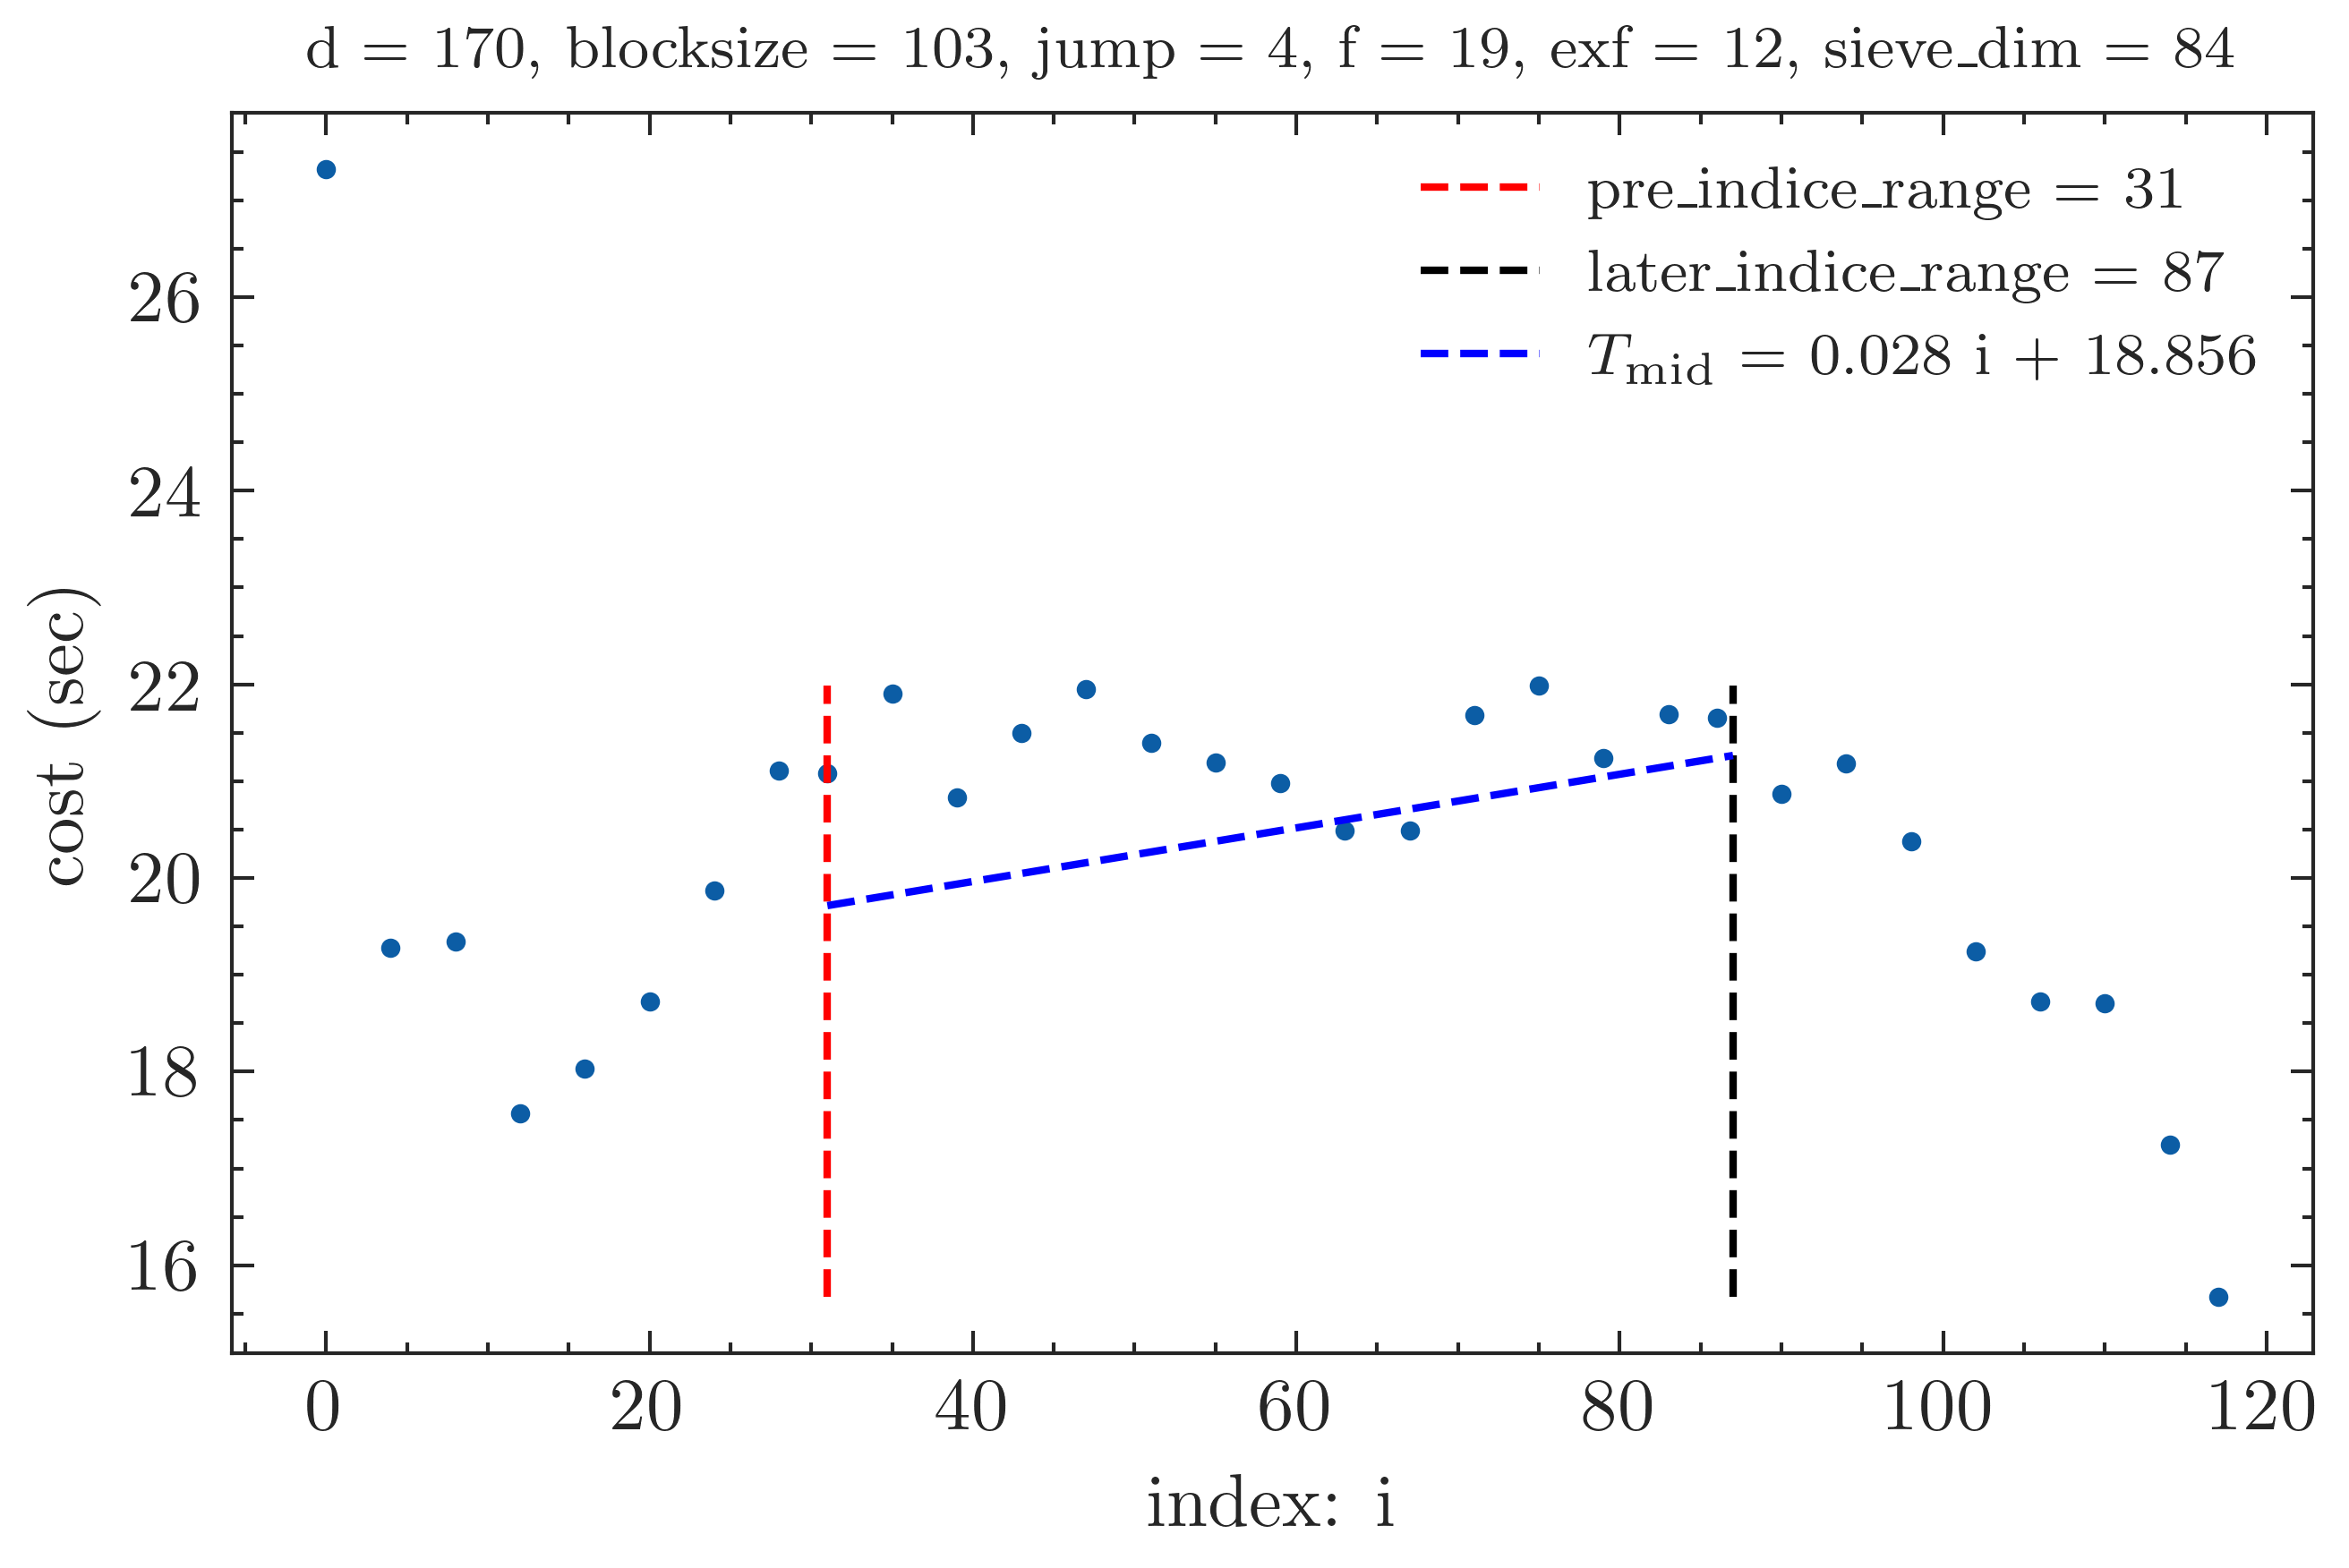 d = 170, blocksize = 103, jump = 4, f = 19, exf = 12, sieve_dim = 84
pre_indice_range = 31
later_indice_range = 87
T_mid = 0.028 i + 18.856
26
24
22
20
18
16
cost (sec)
0 20 40 60 80 100 120
index: i